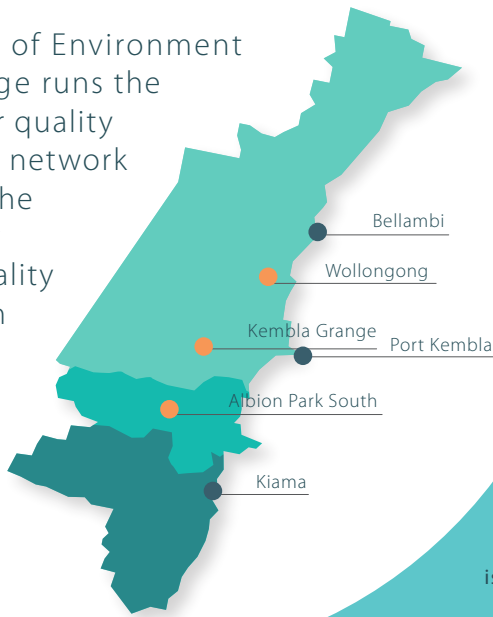 of Environment
ge runs the
r quality
network
he
ality
n
Bellambi
Wollongong
Kembla Grange
Port Kembla
Albion Park South
Kiama
is